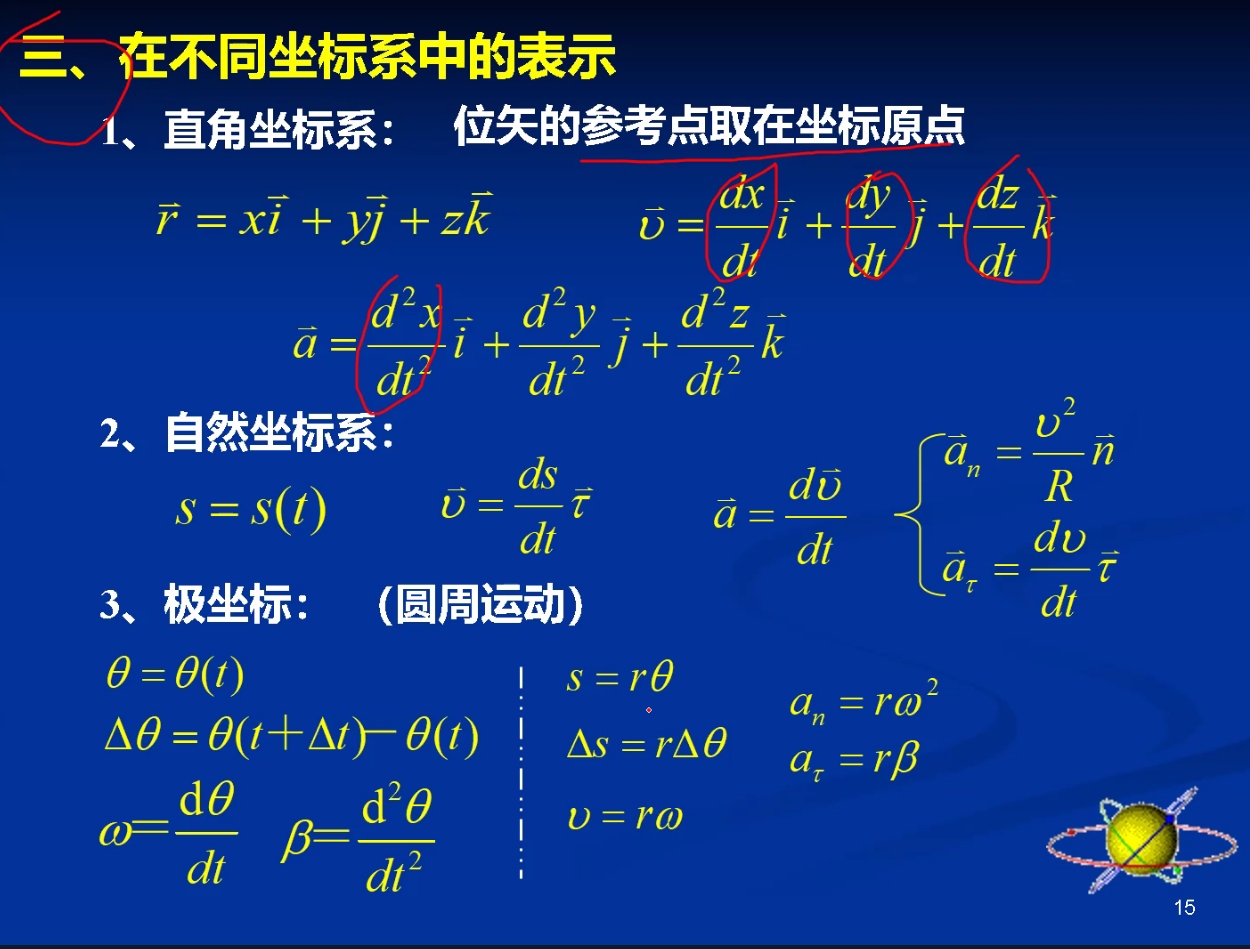 三、在不同坐标系中的表示
1、直角坐标系： 位矢的参考点取在坐标原点
$\vec{r} = x\vec{i} + y\vec{j} + z\vec{k}$ $\vec{\upsilon} = \frac{dx}{dt}\vec{i} + \frac{dy}{dt}\vec{j} + \frac{dz}{dt}\vec{k}$
$\vec{a} = \frac{d^2x}{dt^2}\vec{i} + \frac{d^2y}{dt^2}\vec{j} + \frac{d^2z}{dt^2}\vec{k}$
2、自然坐标系：
$s = s(t)$ $\vec{\upsilon} = \frac{ds}{dt}\vec{\tau}$ $\vec{a} = \frac{d\vec{\upsilon}}{dt}$
$\vec{a}_n = \frac{\upsilon^2}{R}\vec{n}$
$\vec{a}_\tau = \frac{d\upsilon}{dt}\vec{\tau}$
3、极坐标： （圆周运动）
$\theta = \theta(t)$
$\Delta\theta = \theta(t+\Delta t) - \theta(t)$
$\omega = \frac{\mathrm{d}\theta}{dt}$ $\beta = \frac{\mathrm{d}^2\theta}{dt^2}$
$s = r\theta$
$\Delta s = r\Delta\theta$
$\upsilon = r\omega$
$a_n = r\omega^2$
$a_\tau = r\beta$
15